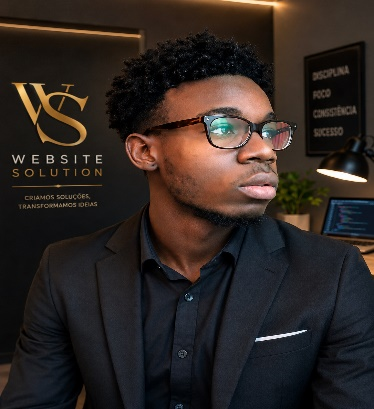 WS
WEBSITE
SOLUTION
CRIAMOS SOLUÇÕES,
TRANSFORMAMOS IDEIAS
DISCIPLINA
FOCO
CONSISTÊNCIA
SUCESSO